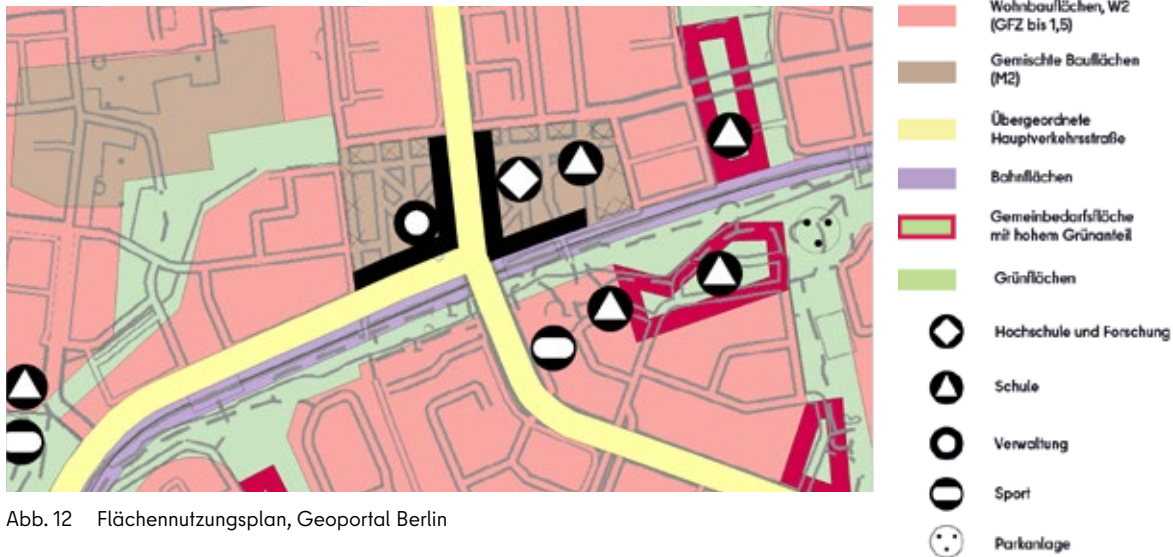 Wohnbauflächen, W2
(GFZ bis 1,5)
Gemischte Bauflächen
(M2)
Übergeordnete
Hauptverkehrsstraße
Bahnflächen
Gemeinbedarfsfläche
mit hohem Grünanteil
Grünflächen
Hochschule und Forschung
Schule
Verwaltung
Sport
Parkanlage
Abb. 12 Flächennutzungsplan, Geoportal Berlin